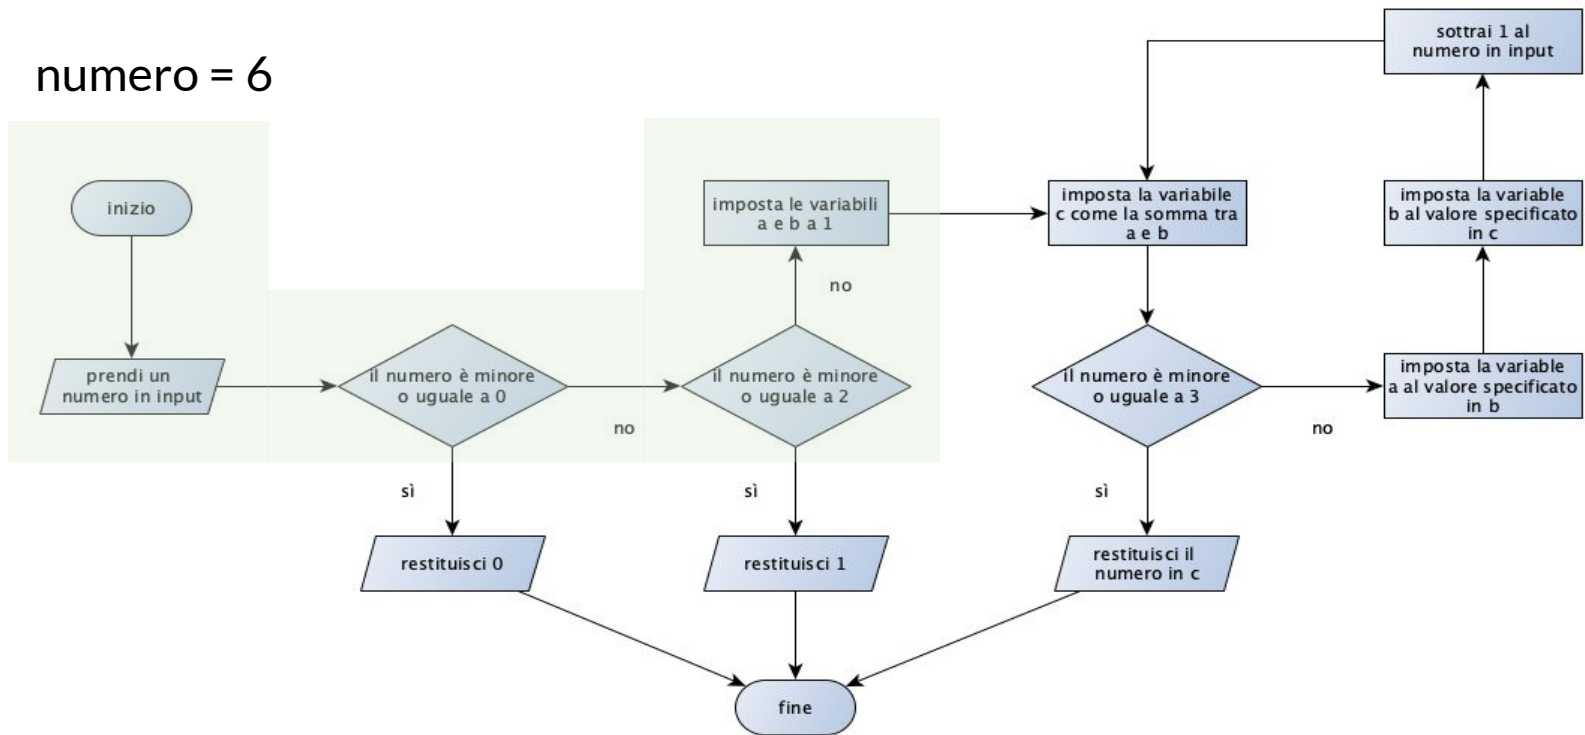 numero = 6
inizio
prendi un
numero in input
il numero è minore
o uguale a 0
no
sì
restituisci 0
il numero è minore
o uguale a 2
no
imposta le variabili
a e b a 1
sì
restituisci 1
imposta la variabile
c come la somma tra
a e b
il numero è minore
o uguale a 3
no
sì
restituisci il
numero in c
imposta la variable
a al valore specificato
in b
imposta la variable
b al valore specificato
in c
sottrai 1 al
numero in input
fine